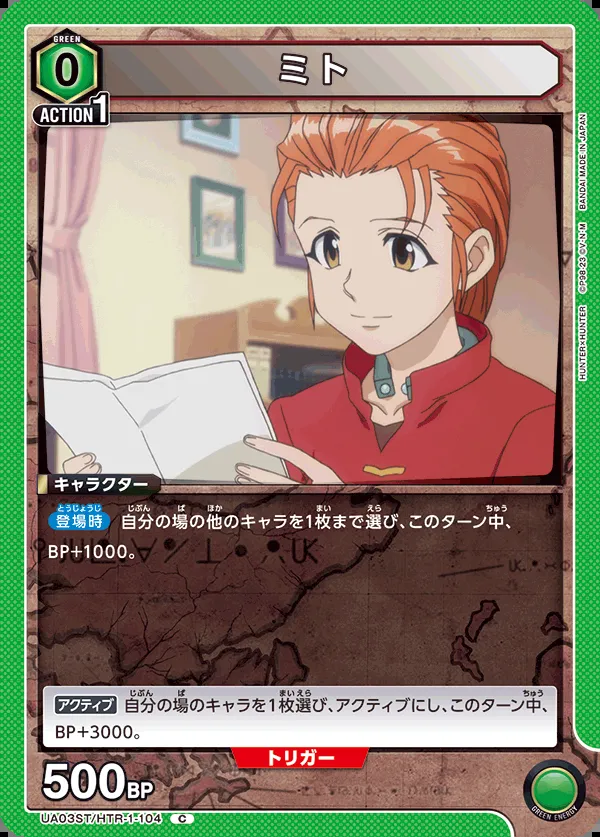 GREEN
0
ミト
ACTION 1
HUNTER×HUNTER ©P98-23 ©V・N・M BANDAI MADE IN JAPAN
キャラクター
登場時 自分の場の他のキャラを1枚まで選び、このターン中、
BP+1000。
アクティブ 自分の場のキャラを1枚選び、アクティブにし、このターン中、
BP+3000。
トリガー
500 BP
GREEN ENERGY
UA03ST/HTR-1-104 C